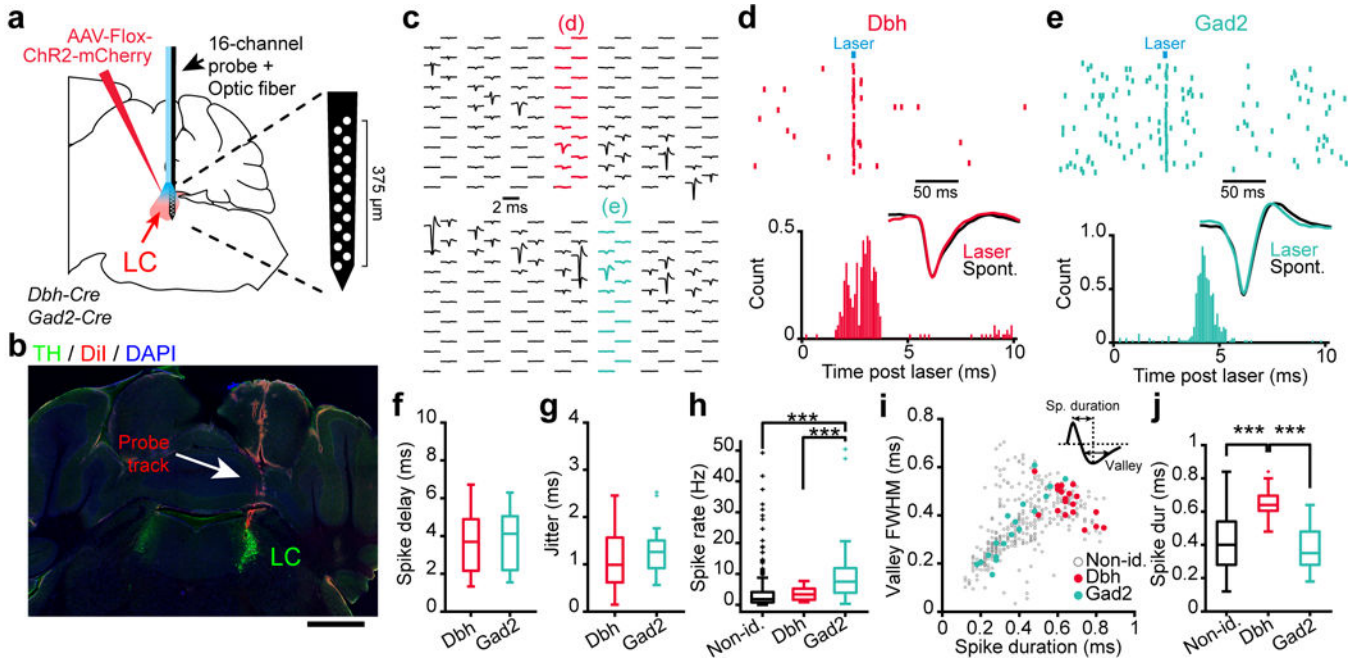 a
AAV-Flox-
ChR2-mCherry
16-channel
probe +
Optic fiber
375 μm
LC
Dbh-Cre
Gad2-Cre
b
TH / DiI / DAPI
Probe
track
LC
c
(d)
2 ms
(e)
d
Dbh
Laser
50 ms
0.5
Laser
Spont.
Count
0
0
5
10
Time post laser (ms)
e
Gad2
Laser
50 ms
Laser
Spont.
Count
0.5
1.0
0
0
5
10
Time post laser (ms)
f
Spike delay (ms)
10
8
6
4
2
0
Dbh
Gad2
g
Jitter (ms)
4
3
2
1
0
Dbh
Gad2
h
***
***
Spike rate (Hz)
50
40
30
20
10
0
Non-id.
Dbh
Gad2
i
Sp. duration
Valley
Valley FWHM (ms)
0.8
0.6
0.4
0.2
0
0
0.2
0.4
0.6
0.8
1
Non-id.
Dbh
Gad2
Spike duration (ms)
j
*** ***
Spike dur (ms)
1
0.8
0.6
0.4
0.2
0
Non-id.
Dbh
Gad2